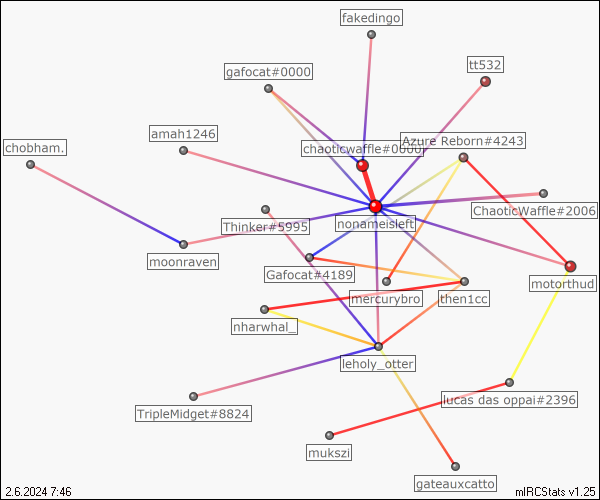 fakedingo
tt532
gafocat#0000
amah1246
Azure Reborn#4243
chobham.
chaoticwaffle#0000
ChaoticWaffle#2006
Thinker#5995
nonameisleft
moonraven
Gafocat#4189
motorthud
mercurybro
then1cc
nharwhal_
leholy_otter
TripleMidget#8824
lucas das oppai#2396
mukszi
gateauxcatto
2.6.2024 7:46
mIRCStats v1.25